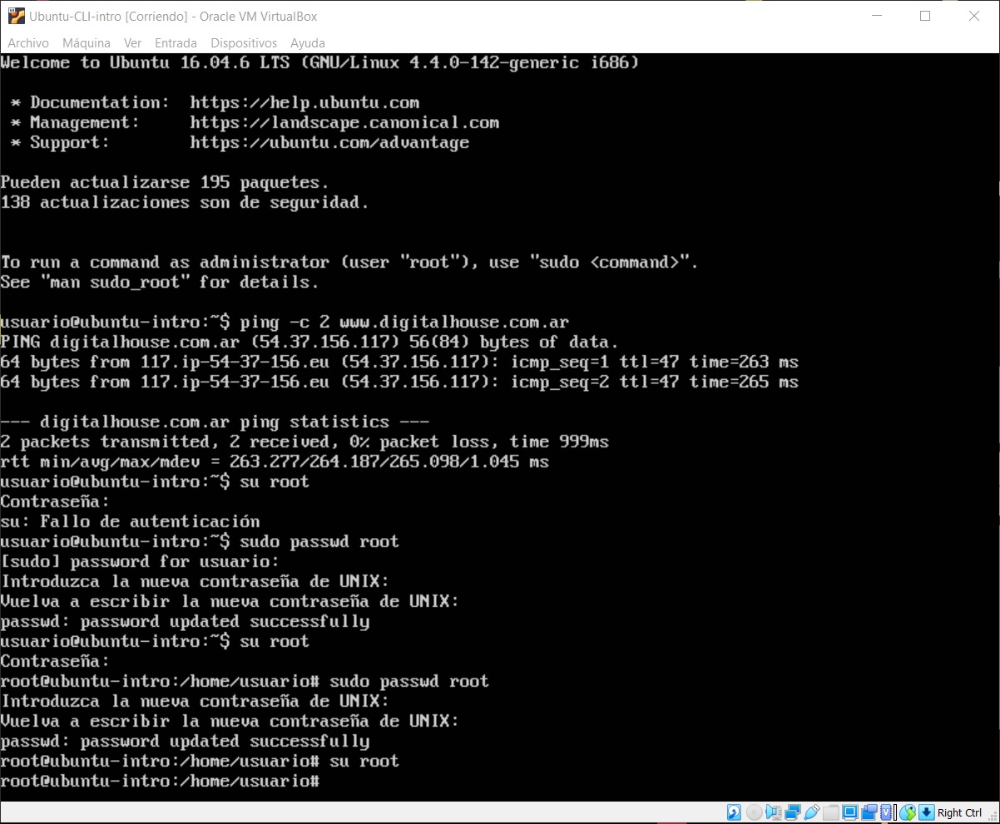 Ubuntu-CLI-intro [Corriendo] - Oracle VM VirtualBox
Archivo Máquina Ver Entrada Dispositivos Ayuda
Welcome to Ubuntu 16.04.6 LTS (GNU/Linux 4.4.0-142-generic i686)
* Documentation: https://help.ubuntu.com
* Management: https://landscape.canonical.com
* Support: https://ubuntu.com/advantage
Pueden actualizarse 195 paquetes.
138 actualizaciones son de seguridad.
To run a command as administrator (user "root"), use "sudo <command>".
See "man sudo_root" for details.
usuario@ubuntu-intro:~$ ping -c 2 www.digitalhouse.com.ar
PING digitalhouse.com.ar (54.37.156.117) 56(84) bytes of data.
64 bytes from 117.ip-54-37-156.eu (54.37.156.117): icmp_seq=1 ttl=47 time=263 ms
64 bytes from 117.ip-54-37-156.eu (54.37.156.117): icmp_seq=2 ttl=47 time=265 ms
--- digitalhouse.com.ar ping statistics ---
2 packets transmitted, 2 received, 0% packet loss, time 999ms
rtt min/avg/max/mdev = 263.277/264.187/265.098/1.045 ms
usuario@ubuntu-intro:~$ su root
Contraseña:
su: Fallo de autenticación
usuario@ubuntu-intro:~$ sudo passwd root
[sudo] password for usuario:
Introduzca la nueva contraseña de UNIX:
Vuelva a escribir la nueva contraseña de UNIX:
passwd: password updated successfully
usuario@ubuntu-intro:~$ su root
Contraseña:
root@ubuntu-intro:/home/usuario# sudo passwd root
Introduzca la nueva contraseña de UNIX:
Vuelva a escribir la nueva contraseña de UNIX:
passwd: password updated successfully
root@ubuntu-intro:/home/usuario# su root
root@ubuntu-intro:/home/usuario#
Right Ctrl